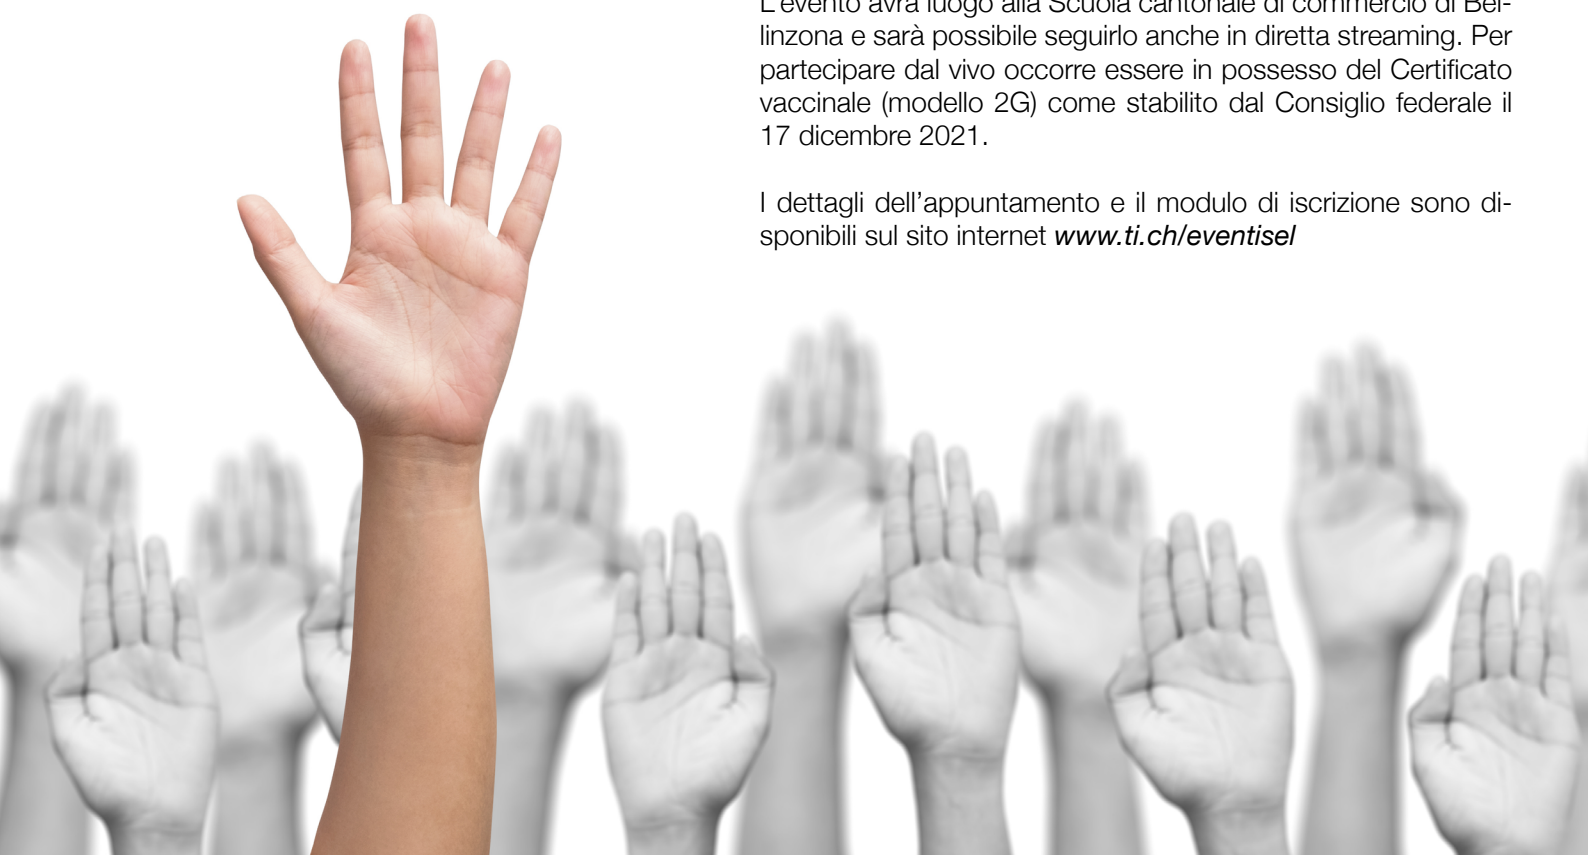 L'evento avrà luogo alla Scuola cantonale di commercio di Bel-
linzona e sarà possibile seguirlo anche in diretta streaming. Per
partecipare dal vivo occorre essere in possesso del Certificato
vaccinale (modello 2G) come stabilito dal Consiglio federale il
17 dicembre 2021.
I dettagli dell’appuntamento e il modulo di iscrizione sono di-
sponibili sul sito internet www.ti.ch/eventisel